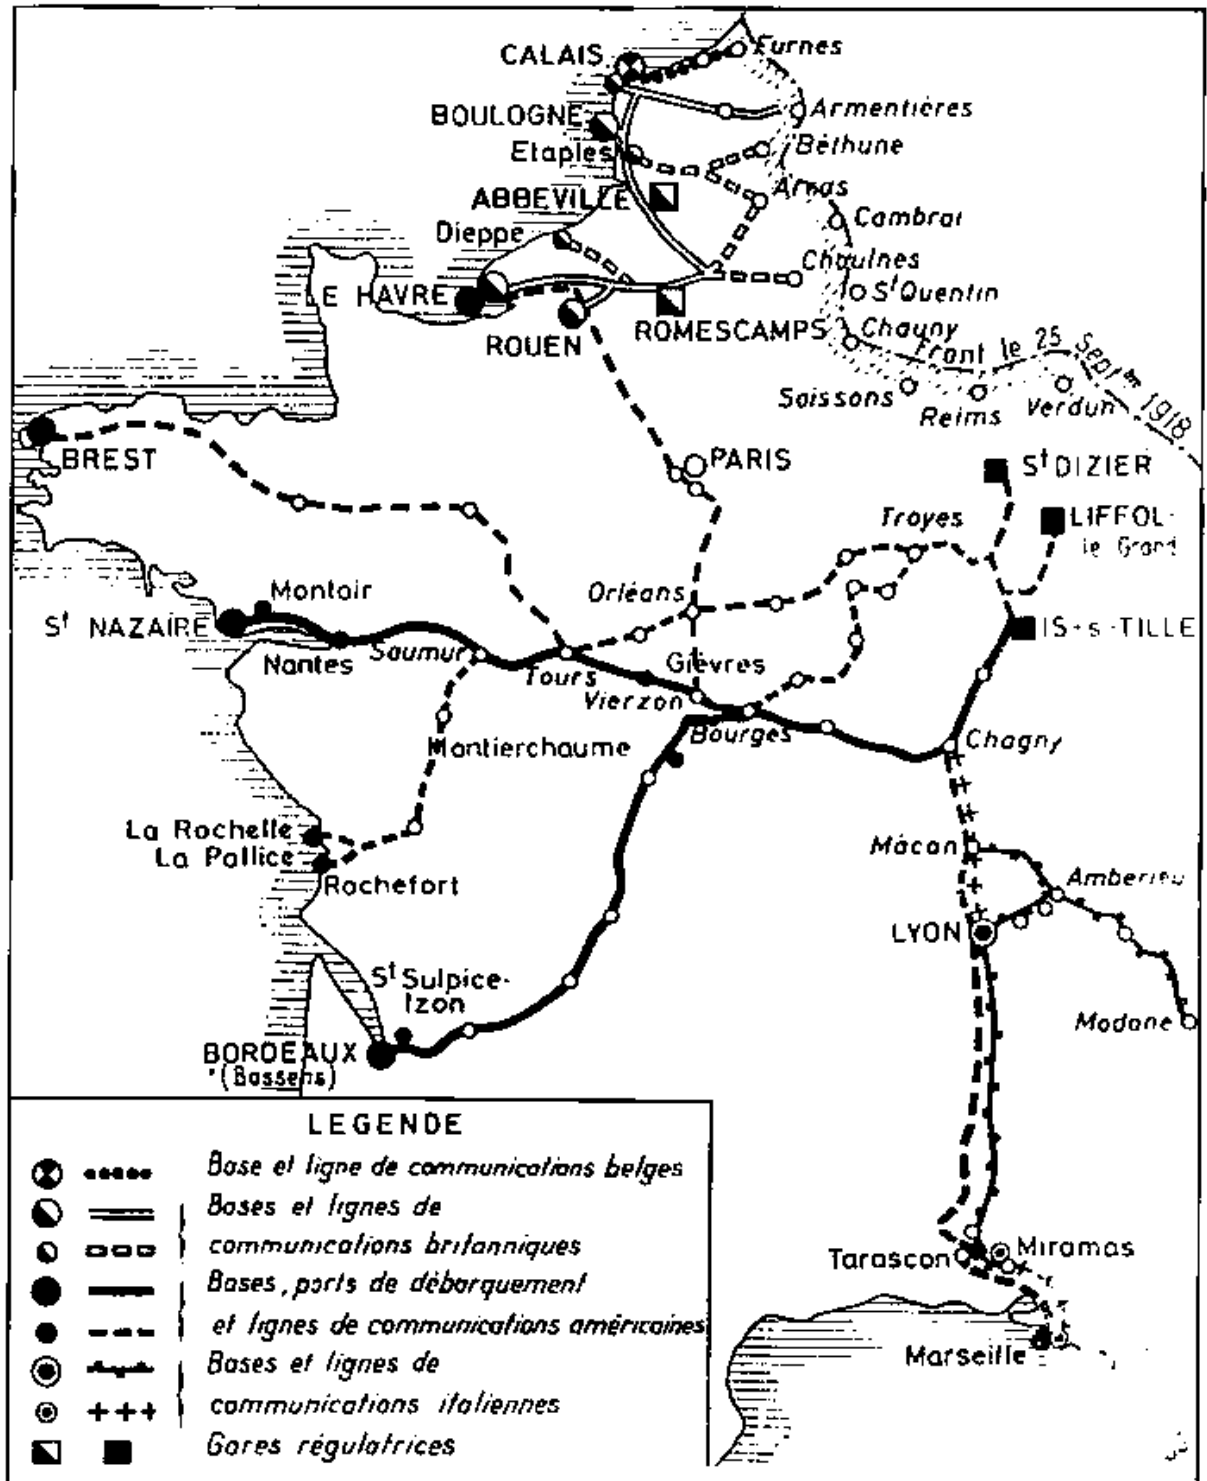 CALAIS
Furnes
BOULOGNE
Armentières
Etaples
Béthune
ABBEVILLE
Arras
Dieppe
Cambrai
Chaulnes
LE HAVRE
St Quentin
ROUEN
ROMESCAMPS
Chauny
Front le 25 Septbre 1918
Soissons
Reims
Verdun
BREST
PARIS
St DIZIER
Troyes
LIFFOL-
le Grand
Montoir
Orléans
St NAZAIRE
IS-s-TILLE
Nantes
Saumur
Tours
Gièvres
Vierzon
Bourges
Chagny
Montierchaume
La Rochelle
La Pallice
Rochefort
Mâcon
Amberieu
LYON
St Sulpice-
Izon
Modane
BORDEAUX
(Bassens)
Tarascon
Miramas
Marseille
LEGENDE
Base et ligne de communications belges
Bases et lignes de
communications britanniques
Bases, ports de débarquement
et lignes de communications américaines
Bases et lignes de
communications italiennes
Gares régulatrices